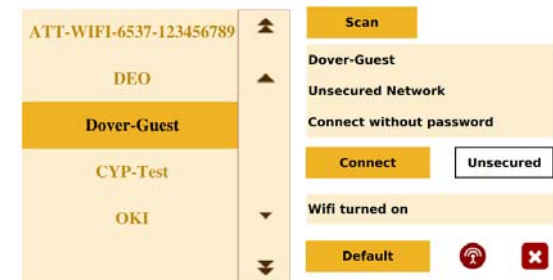 ATT-WIFI-6537-123456789
DEO
Dover-Guest
CYP-Test
OKI
Scan
Dover-Guest
Unsecured Network
Connect without password
Connect
Unsecured
Wifi turned on
Default